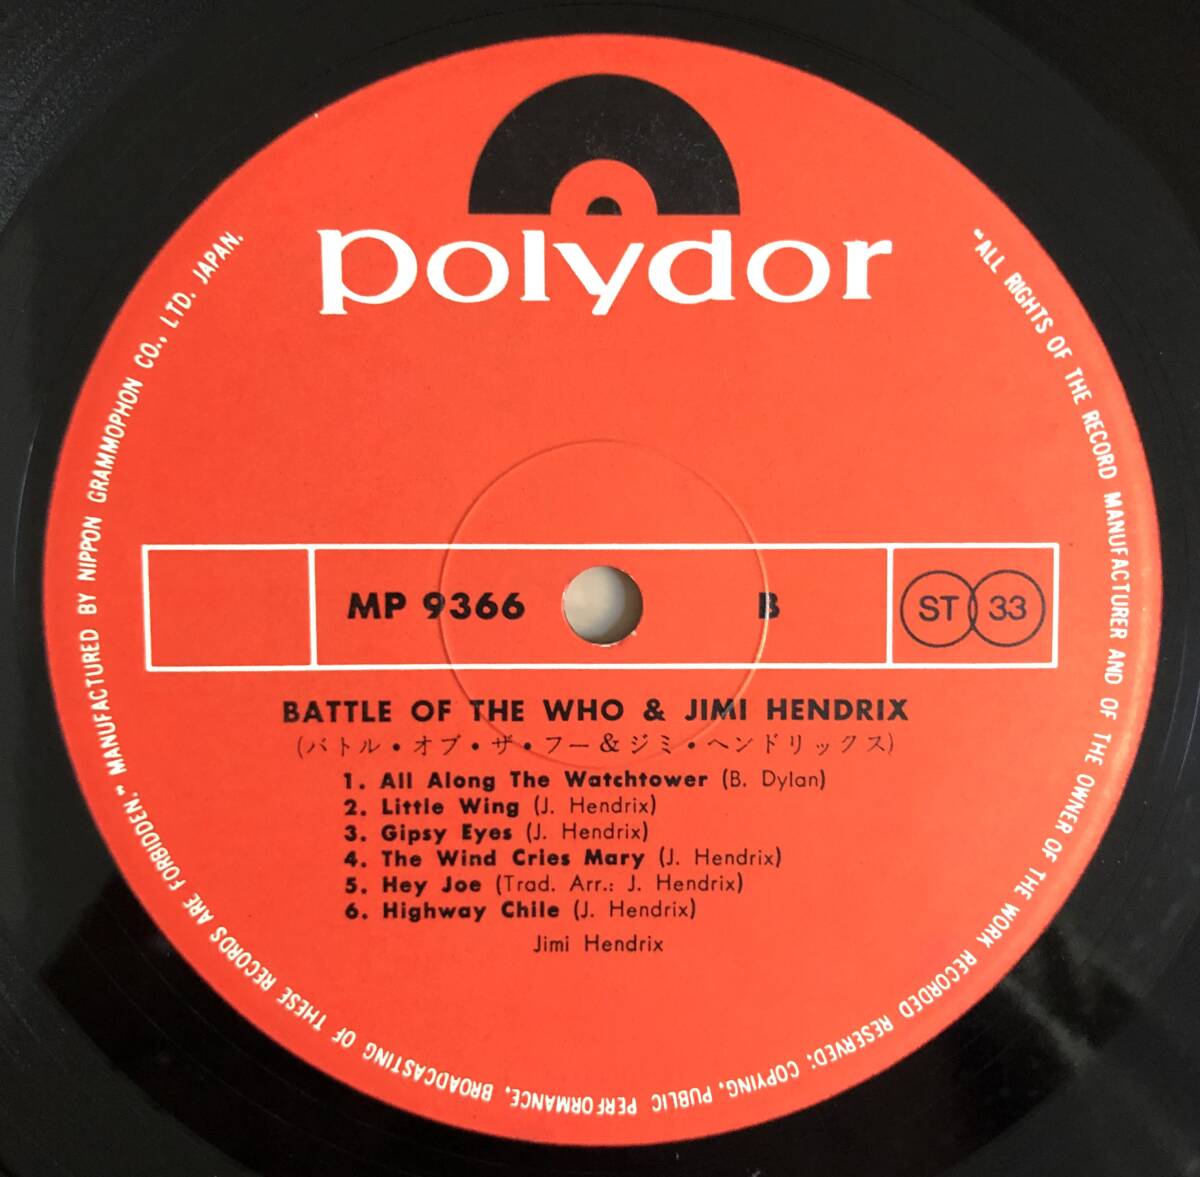 polydor
MP 9366 B ST 33
BATTLE OF THE WHO & JIMI HENDRIX
(バトル・オブ・ザ・フー&ジミ・ヘンドリックス)
1. All Along The Watchtower (B. Dylan)
2. Little Wing (J. Hendrix)
3. Gipsy Eyes (J. Hendrix)
4. The Wind Cries Mary (J. Hendrix)
5. Hey Joe (Trad. Arr.: J. Hendrix)
6. Highway Chile (J. Hendrix)
Jimi Hendrix
"ALL RIGHTS OF THE RECORD MANUFACTURER AND OF THE OWNER OF THE WORK RECORDED RESERVED; COPYING, PUBLIC PERFORMANCE, BROADCASTING OF THESE RECORDS ARE FORBIDDEN." MANUFACTURED BY NIPPON GRAMMOPHON CO., LTD. JAPAN.